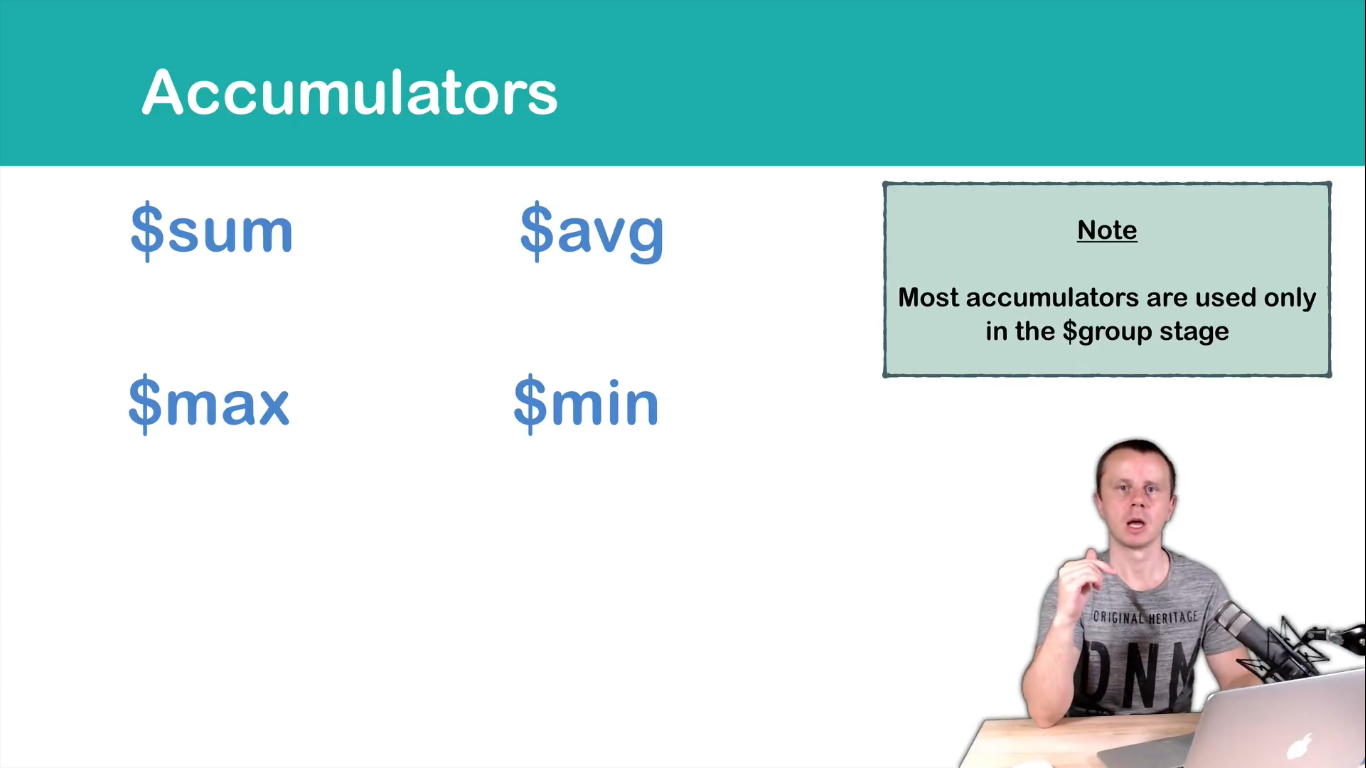 Accumulators
$sum
$avg
$max
$min
Note
Most accumulators are used only
in the $group stage
ORIGINAL HERITAGE
DNM